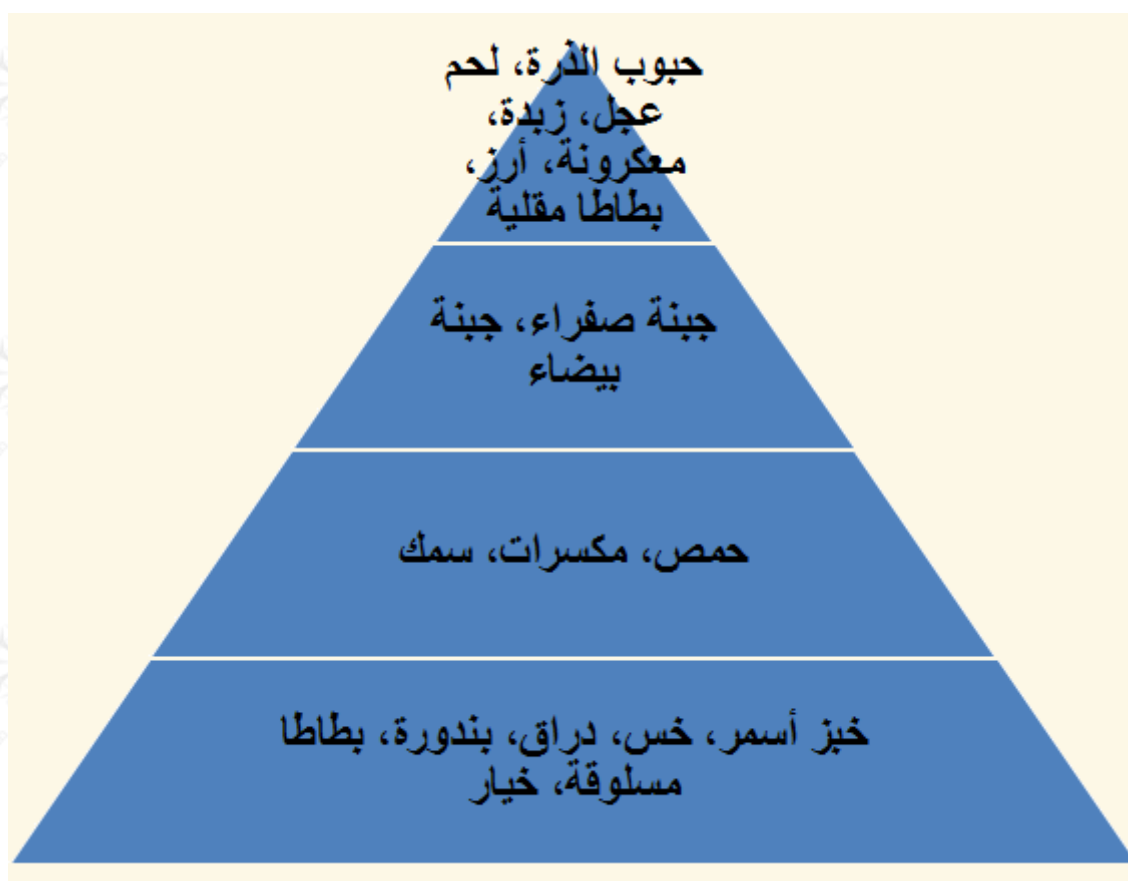 حبوب الذرة، لحم
عجل، زبدة،
معكرونة، أرز،
بطاطا مقلية
جبنة صفراء، جبنة
بيضاء
حمص، مكسرات، سمك
خبز أسمر، خس، دراق، بندورة، بطاطا
مسلوقة، خيار